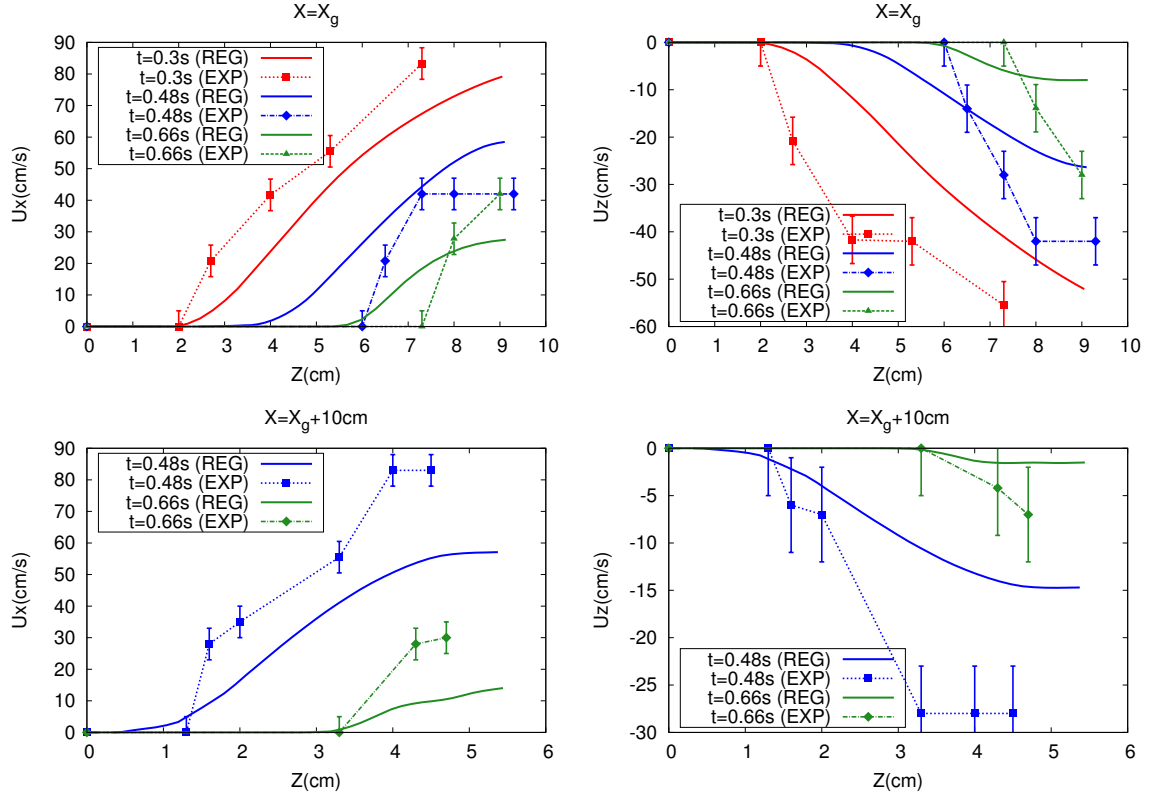 X=Xg
90
80
70
60
50
40
30
20
10
0
0 1 2 3 4 5 6 7 8 9 10
Ux(cm/s)
Z(cm)
t=0.3s (REG)
t=0.3s (EXP)
t=0.48s (REG)
t=0.48s (EXP)
t=0.66s (REG)
t=0.66s (EXP)
X=Xg
0
-10
-20
-30
-40
-50
-60
0 1 2 3 4 5 6 7 8 9 10
Uz(cm/s)
Z(cm)
t=0.3s (REG)
t=0.3s (EXP)
t=0.48s (REG)
t=0.48s (EXP)
t=0.66s (REG)
t=0.66s (EXP)
X=Xg+10cm
90
80
70
60
50
40
30
20
10
0
0 1 2 3 4 5 6
Ux(cm/s)
Z(cm)
t=0.48s (REG)
t=0.48s (EXP)
t=0.66s (REG)
t=0.66s (EXP)
X=Xg+10cm
0
-5
-10
-15
-20
-25
-30
0 1 2 3 4 5 6
Uz(cm/s)
Z(cm)
t=0.48s (REG)
t=0.48s (EXP)
t=0.66s (REG)
t=0.66s (EXP)